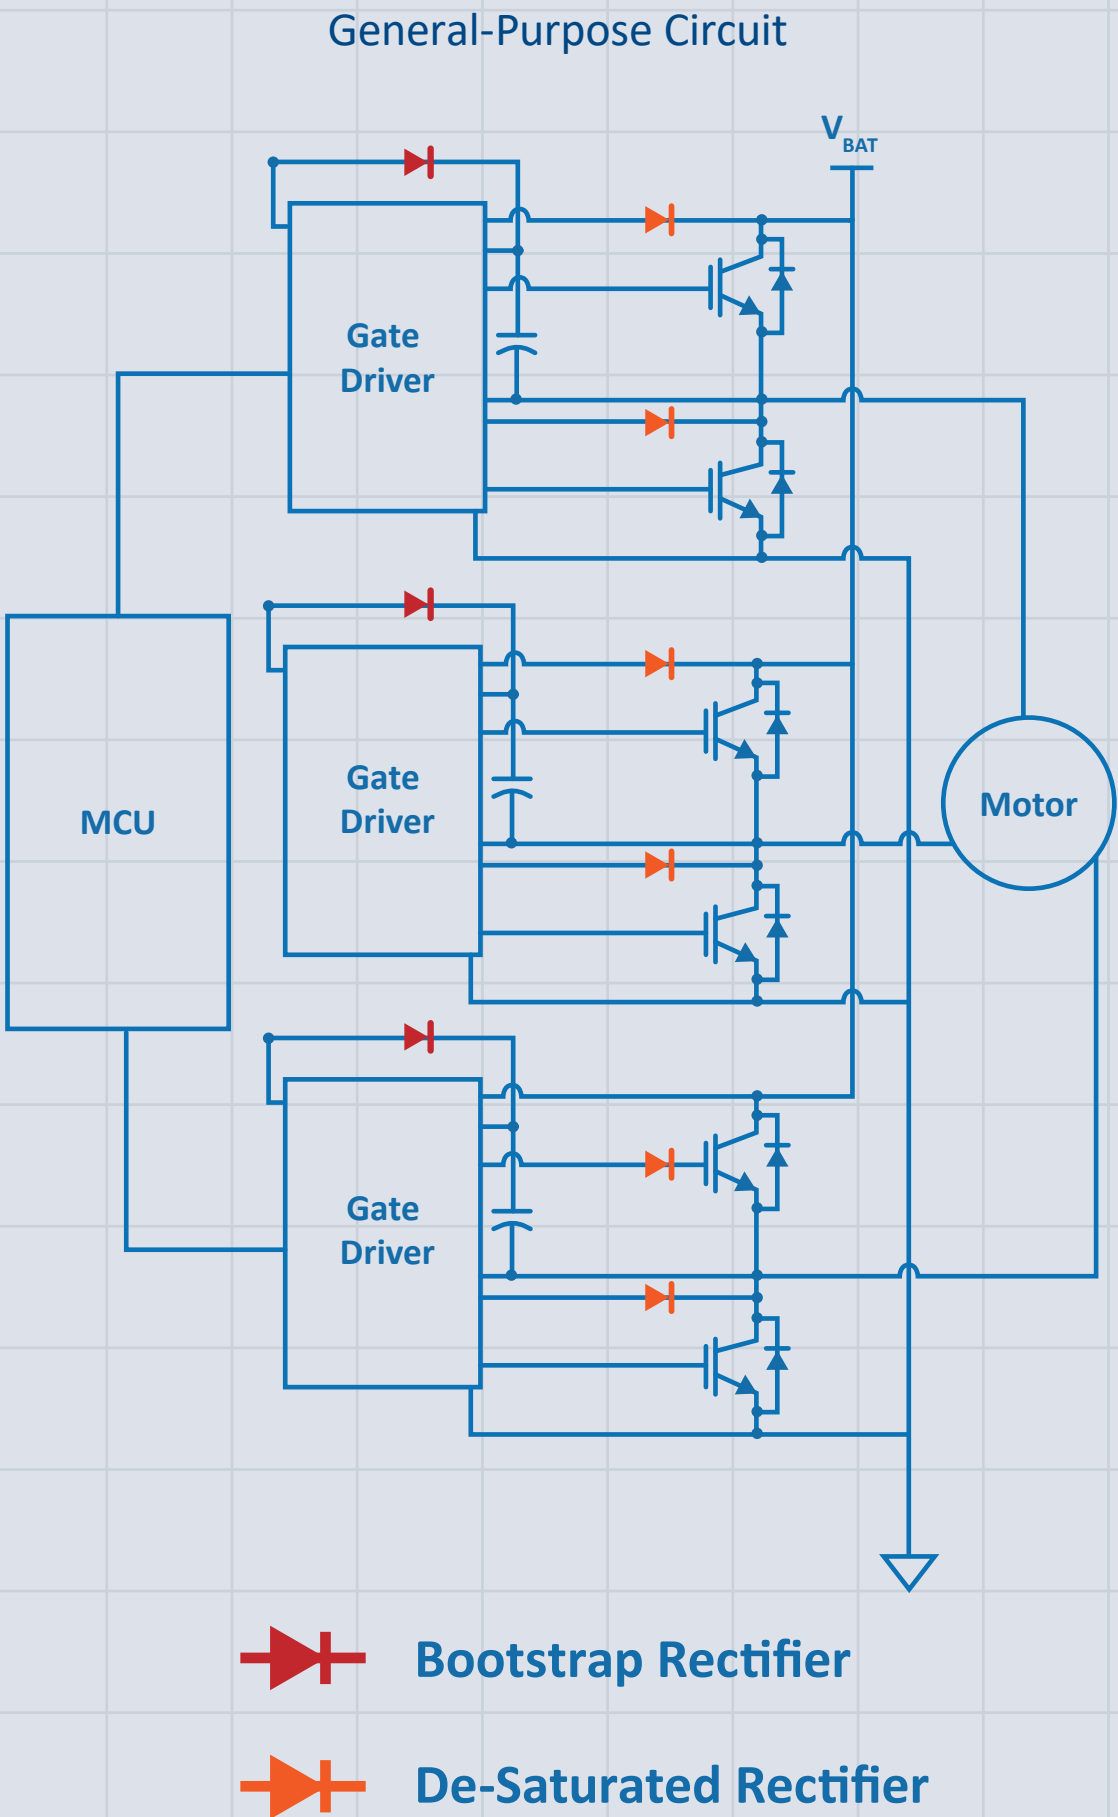 General-Purpose Circuit
VBAT
Gate
Driver
MCU
Gate
Driver
Motor
Gate
Driver
Bootstrap Rectifier
De-Saturated Rectifier